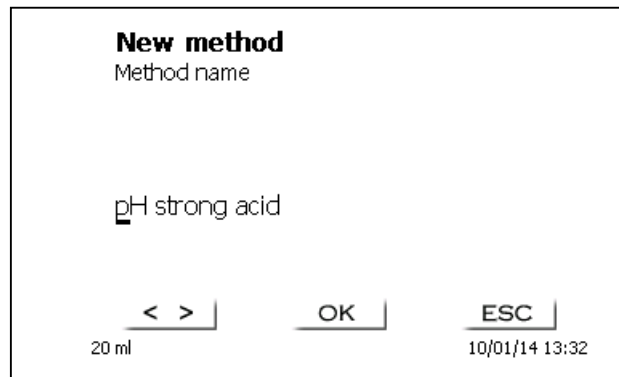 New method
Method name
pH strong acid
< > OK ESC
20 ml 10/01/14 13:32